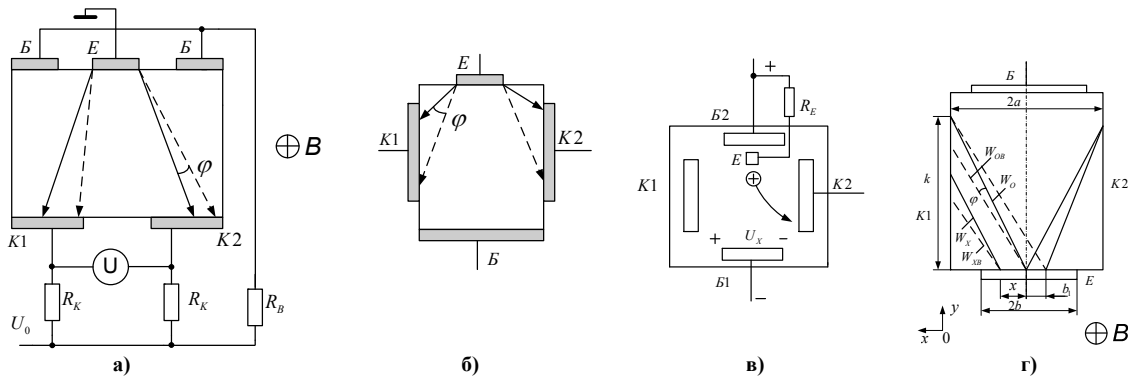 Б E Б
φ
⊕ B
K1 K2
U
R_K R_K R_B
U_0
а)
E
φ
K1 K2
Б
б)
+
Б2 R_E
E
K1 K2
+ U_X -
Б1
−
в)
Б
2a
W_OB
W_O
k φ
K1 K2
W_X
W_XB
E
x b_1
2b
y
x 0
⊕ B
г)